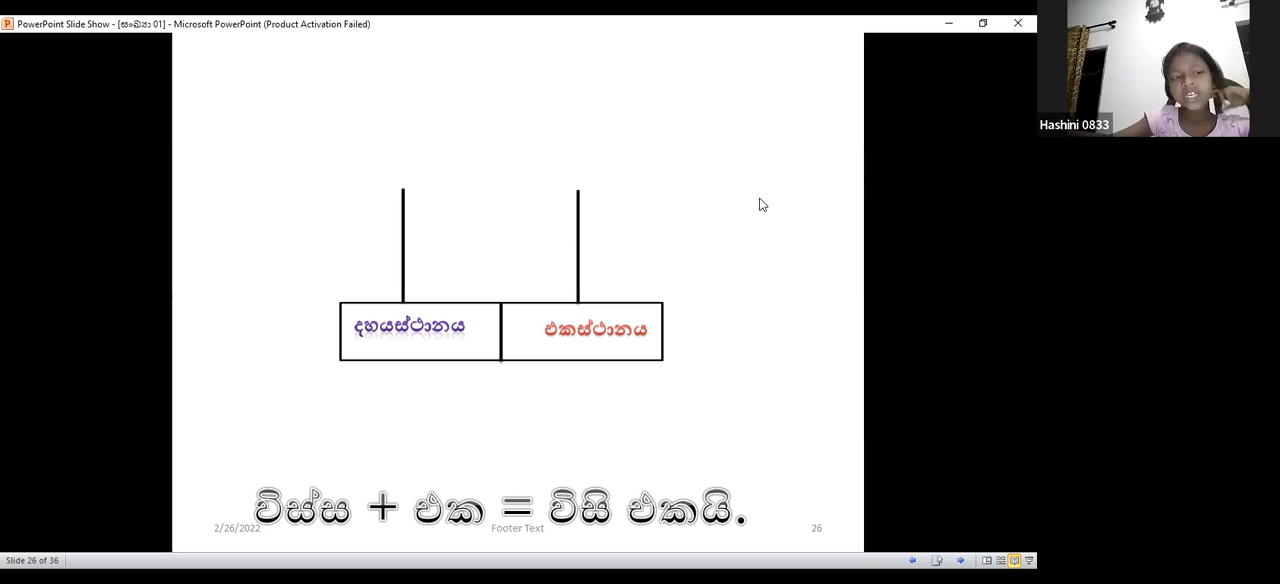 PowerPoint Slide Show - [සංඛ්‍යා 01] - Microsoft PowerPoint (Product Activation Failed)
Hashini 0833
දහයස්ථානය එකස්ථානය
විස්ස + එක = විසි එකයි.
2/26/2022 Footer Text 26
Slide 26 of 36